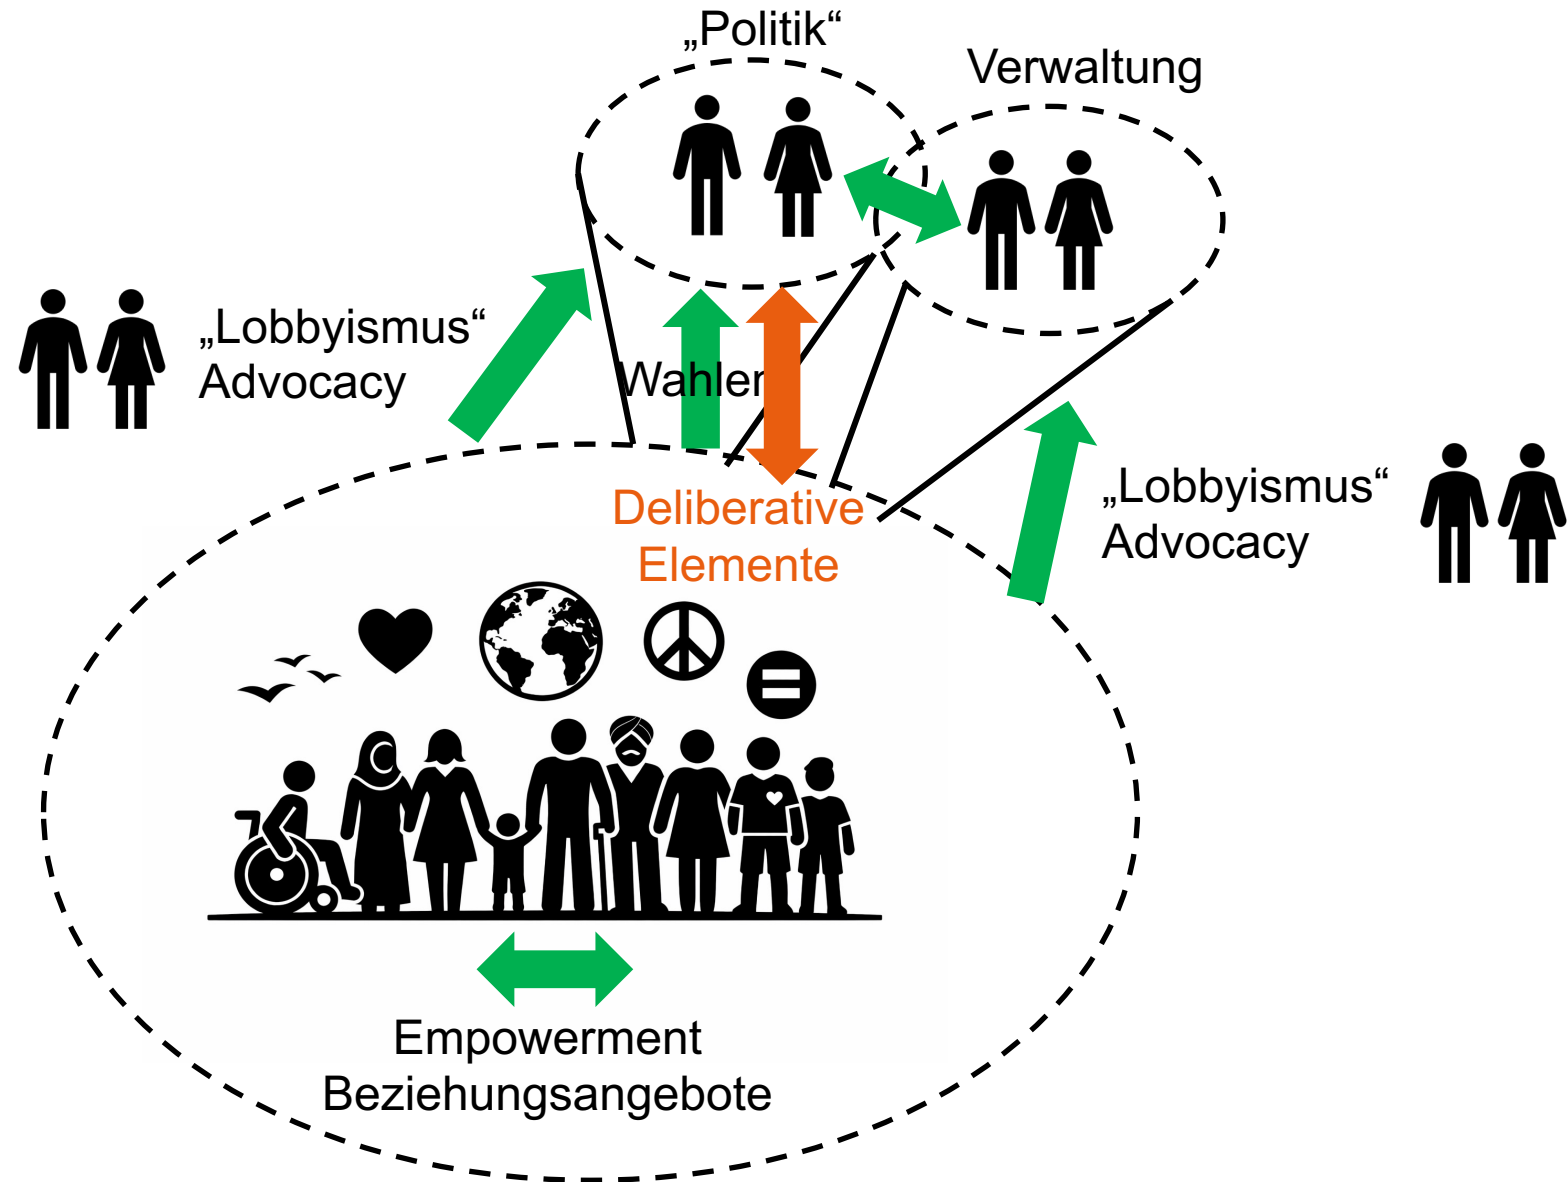 „Politik“
Verwaltung
„Lobbyismus“
Advocacy
Wahlen
„Lobbyismus“
Advocacy
Deliberative
Elemente
Empowerment
Beziehungsangebote